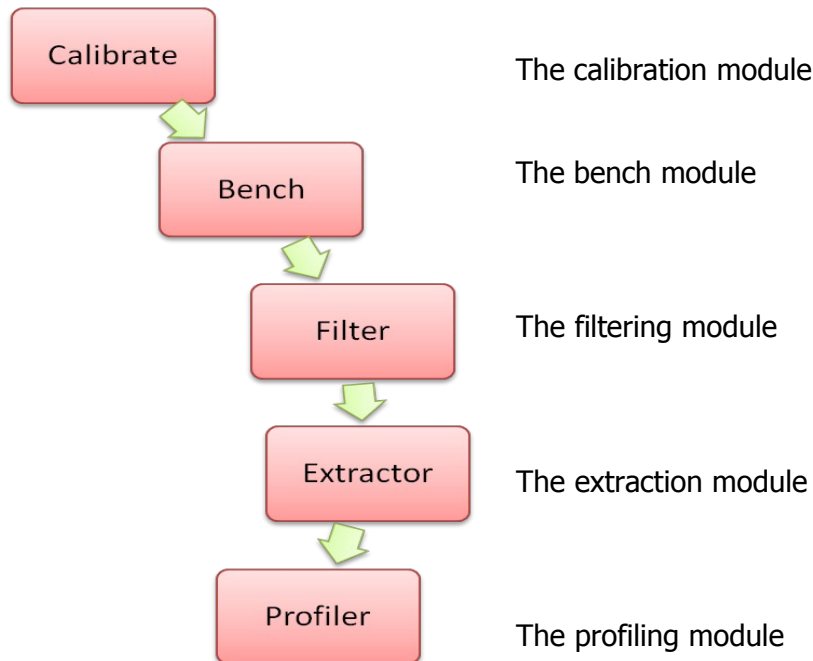 Calibrate
The calibration module
Bench
The bench module
Filter
The filtering module
Extractor
The extraction module
Profiler
The profiling module